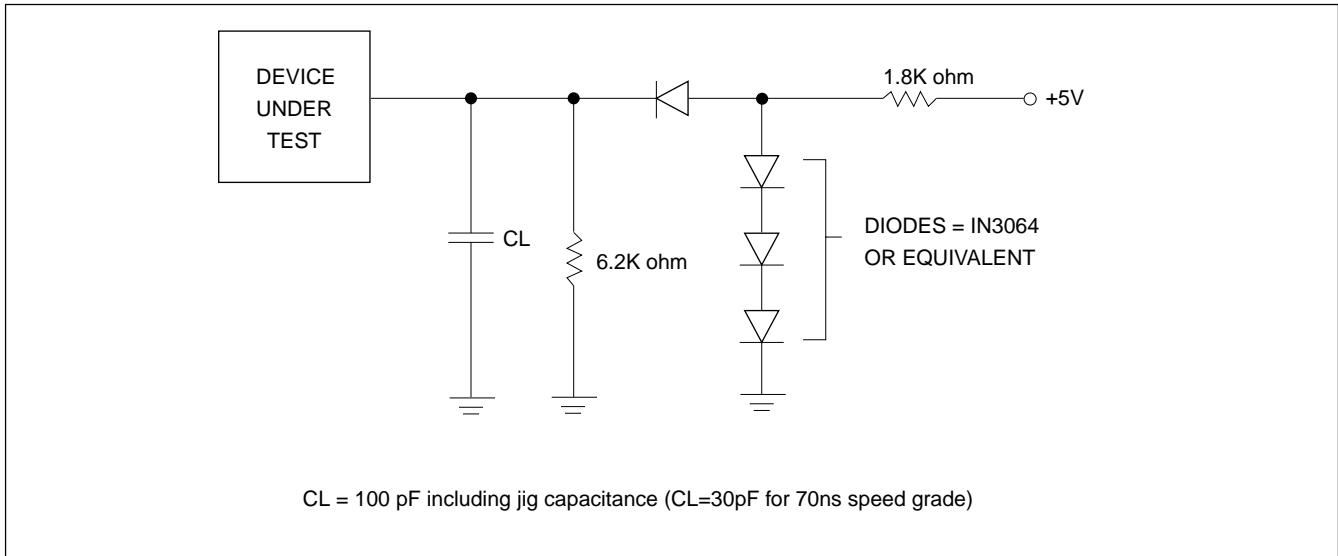 DEVICE
UNDER
TEST
1.8K ohm
+5V
CL
6.2K ohm
DIODES = IN3064
OR EQUIVALENT
CL = 100 pF including jig capacitance (CL=30pF for 70ns speed grade)